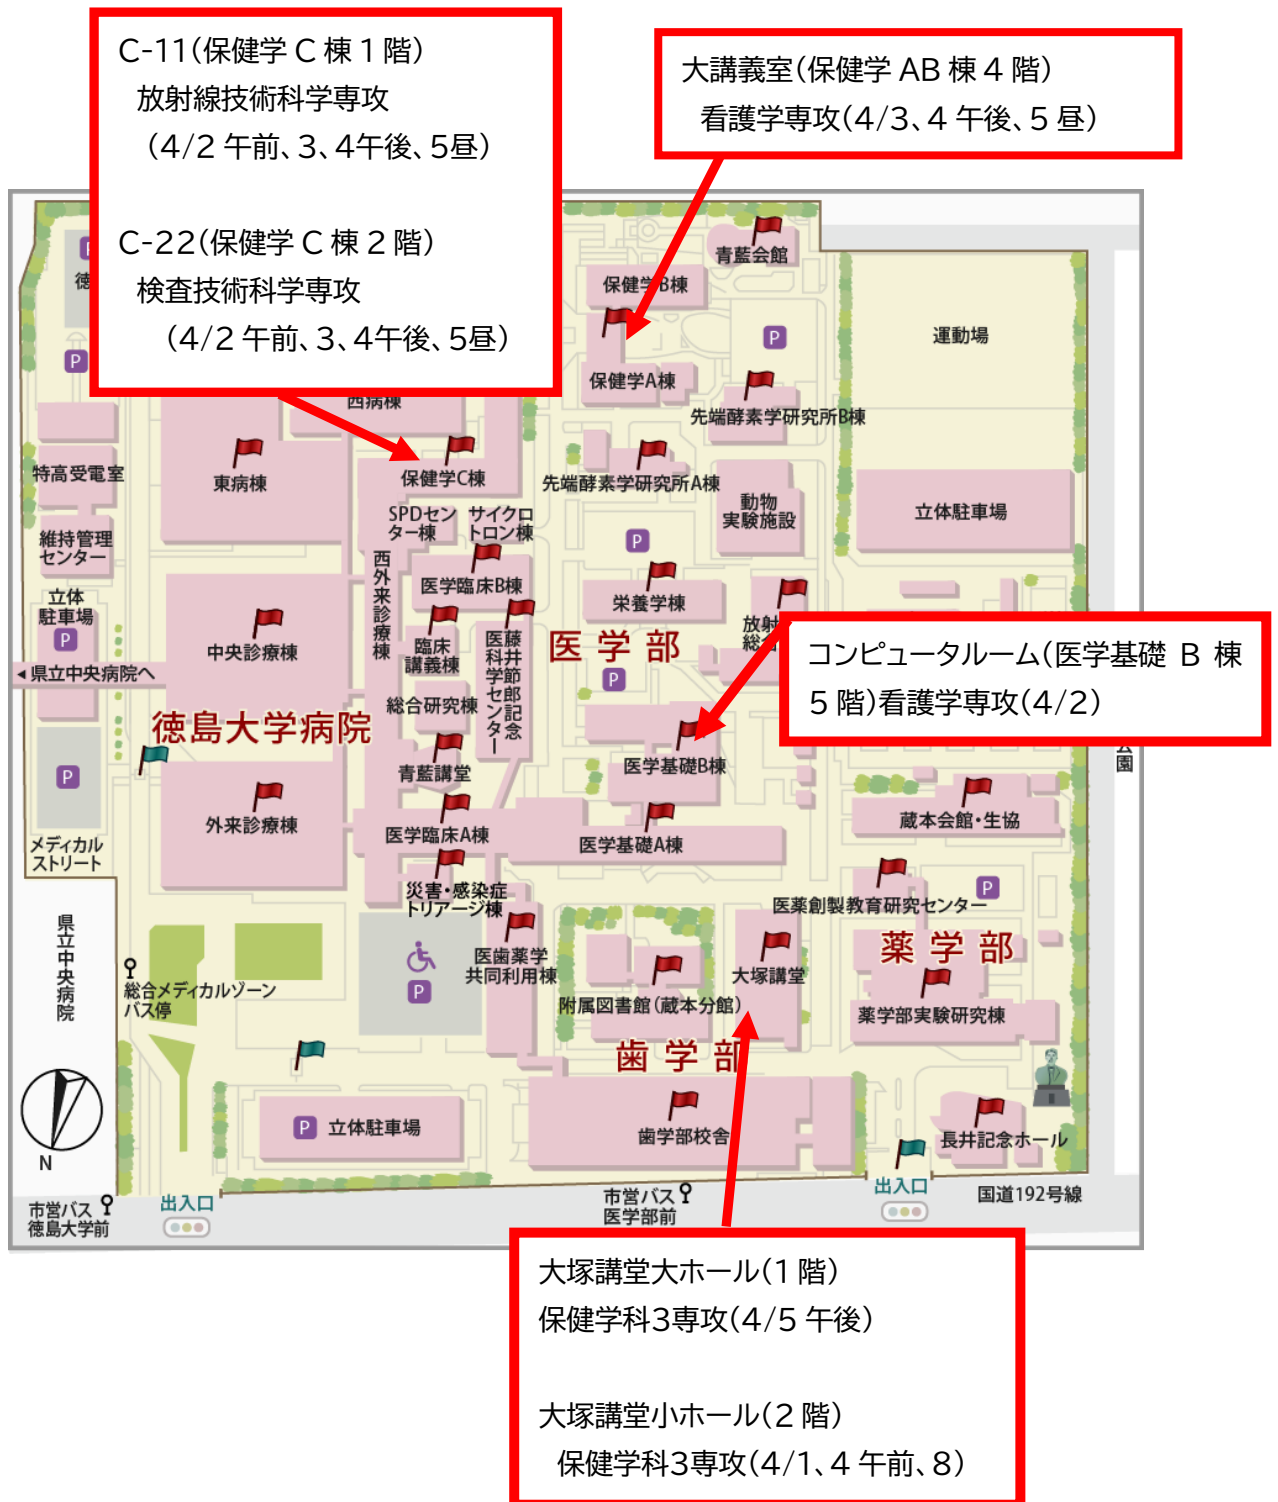 C-11(保健学 C 棟 1 階)
放射線技術科学専攻
(4/2 午前、3、4午後、5昼)
C-22(保健学 C 棟 2 階)
検査技術科学専攻
(4/2 午前、3、4午後、5昼)
大講義室(保健学 AB 棟 4 階)
看護学専攻(4/3、4 午後、5 昼)
P
徳
P
青藍会館
保健学B棟
P
運動場
保健学A棟
先端酵素学研究所B棟
西病棟
特高受電室
東病棟
保健学C棟
先端酵素学研究所A棟
動物
実験施設
立体駐車場
SPDセン
ター棟
サイクロ
トロン棟
維持管理
センター
P
西外来診療棟
医学臨床B棟
栄養学棟
立体
駐車場
P
中央診療棟
臨床
講義棟
藤井節郎記念
医科学センター
医学部
放射
総合
コンピュータルーム(医学基礎 B 棟
5 階)看護学専攻(4/2)
◂県立中央病院へ
P
総合研究棟
徳島大学病院
P
青藍講堂
医学基礎B棟
公園
外来診療棟
医学臨床A棟
医学基礎A棟
蔵本会館・生協
メディカル
ストリート
災害・感染症
トリアージ棟
P
医薬創製教育研究センター
県立中央病院
薬学部
医歯薬学
共同利用棟
大塚講堂
P
総合メディカルゾーン
バス停
附属図書館(蔵本分館)
薬学部実験研究棟
歯学部
N
P 立体駐車場
歯学部校舎
長井記念ホール
市営バス
徳島大学前
出入口
市営バス
医学部前
出入口
国道192号線
大塚講堂大ホール(1 階)
保健学科3専攻(4/5 午後)
大塚講堂小ホール(2 階)
保健学科3専攻(4/1、4 午前、8)